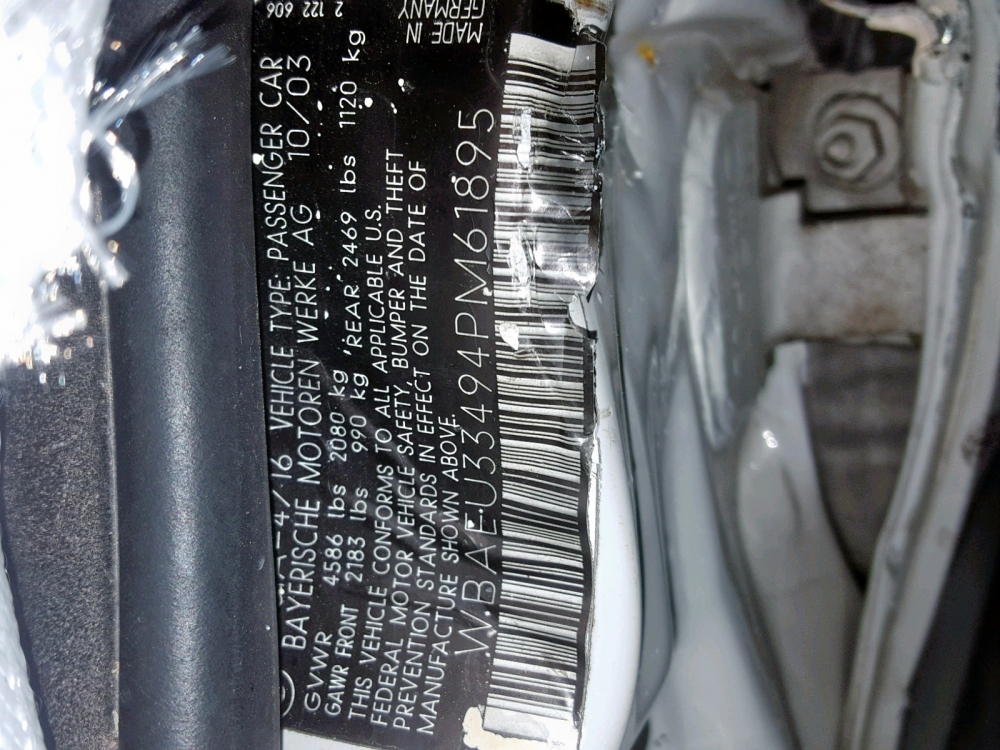 VEHICLE TYPE: PASSENGER CAR
BAYERISCHE MOTOREN WERKE AG 10/03
GVWR 4586 lbs 2080 kg
GAWR FRONT 2183 lbs 990 kg REAR 2469 lbs 1120 kg
THIS VEHICLE CONFORMS TO ALL APPLICABLE U.S.
FEDERAL MOTOR VEHICLE SAFETY, BUMPER AND THEFT
PREVENTION STANDARDS IN EFFECT ON THE DATE OF
MANUFACTURE SHOWN ABOVE.
WBAEU33494PM61895
2 122 606
MADE IN
GERMANY